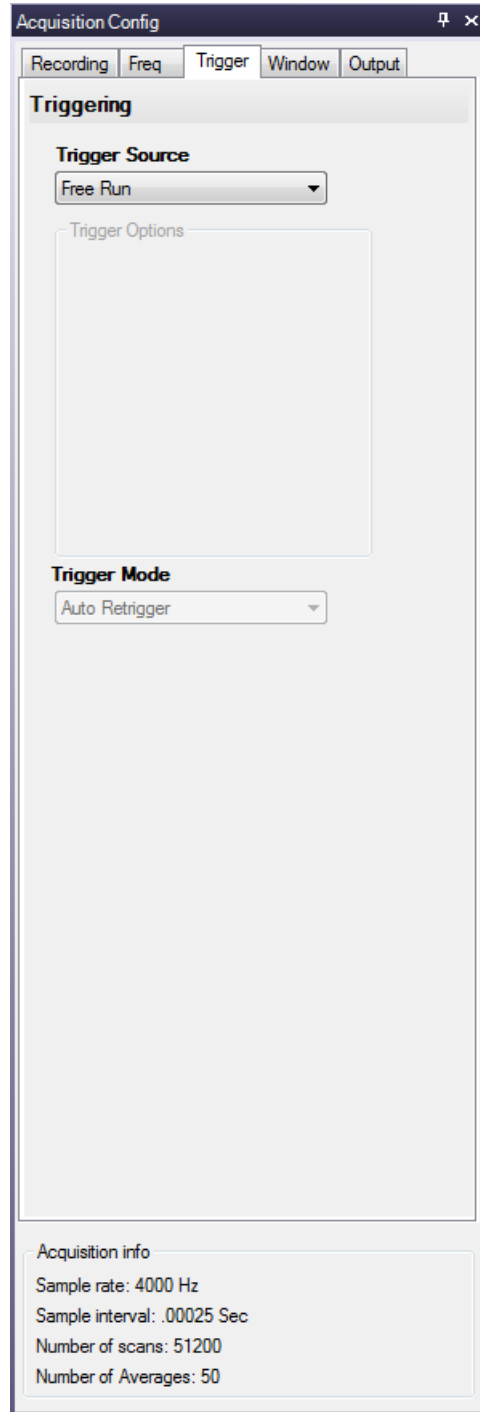 Acquisition Config
Recording Freq Trigger Window Output
Triggering
Trigger Source
Free Run
Trigger Options
Trigger Mode
Auto Retrigger
Acquisition info
Sample rate: 4000 Hz
Sample interval: .00025 Sec
Number of scans: 51200
Number of Averages: 50